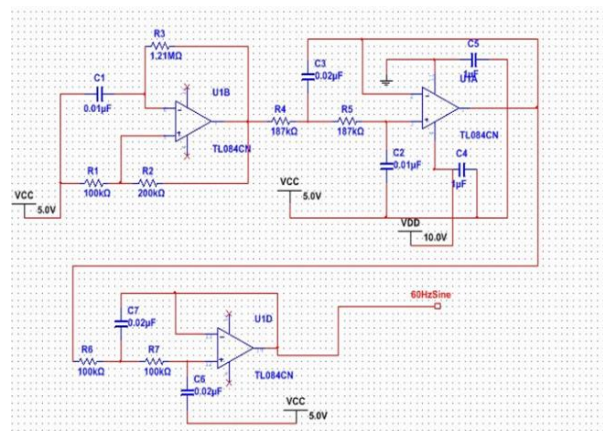 R3
1.21MΩ
C1
0.01µF
U1B
TL084CN
R1
100kΩ
R2
200kΩ
VCC
5.0V
C3
0.02µF
R4
187kΩ
R5
187kΩ
C2
0.01µF
C5
1µF
U1A
TL084CN
C4
1µF
VCC
5.0V
VDD
10.0V
C7
0.02µF
U1D
R6
100kΩ
R7
100kΩ
TL084CN
C6
0.02µF
VCC
5.0V
60HzSine